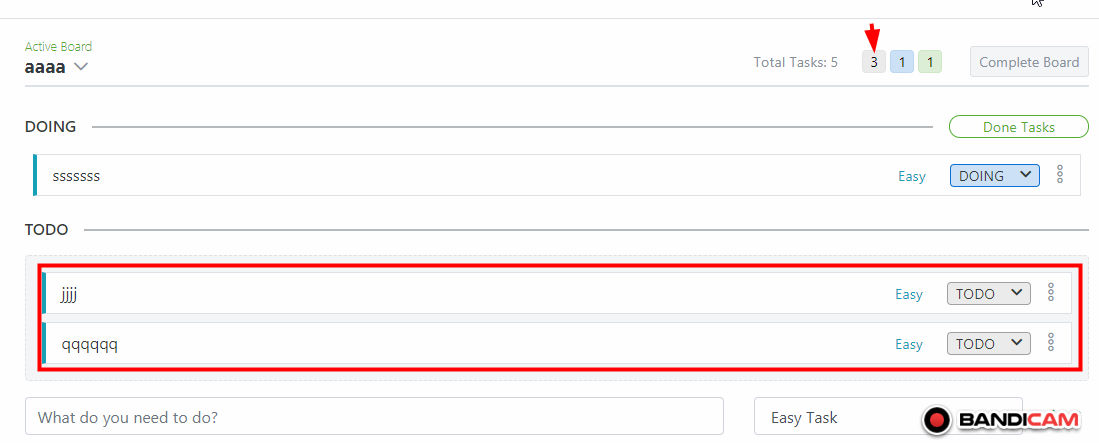 Active Board
aaaa
Total Tasks: 5
3 1 1
Complete Board
DOING
Done Tasks
sssssss
Easy
DOING
TODO
jjjj
Easy
TODO
qqqqqq
Easy
TODO
What do you need to do?
Easy Task
BANDICAM